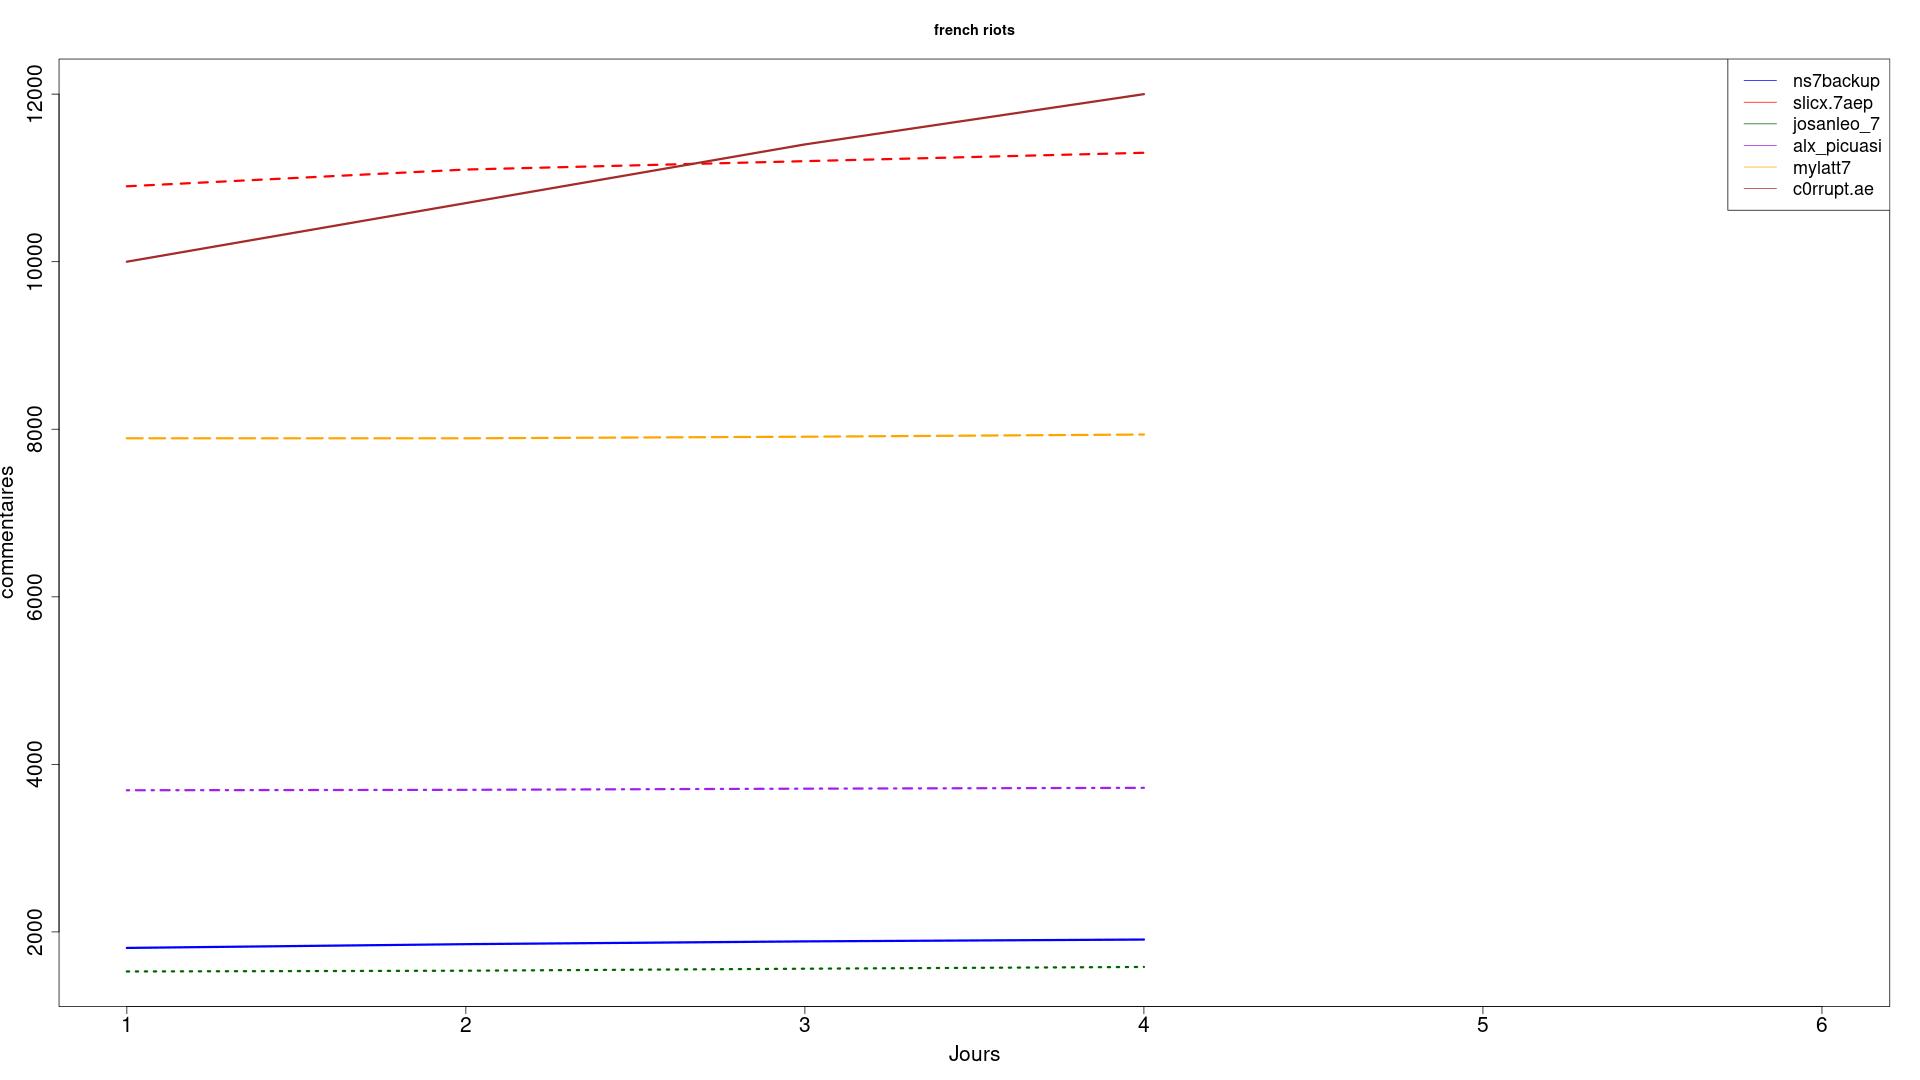 french riots
commentaires
12000
10000
8000
6000
4000
2000
ns7backup
slicx.7aep
josanleo_7
alx_picuasi
mylatt7
c0rrupt.ae
1 2 3 4 5 6
Jours